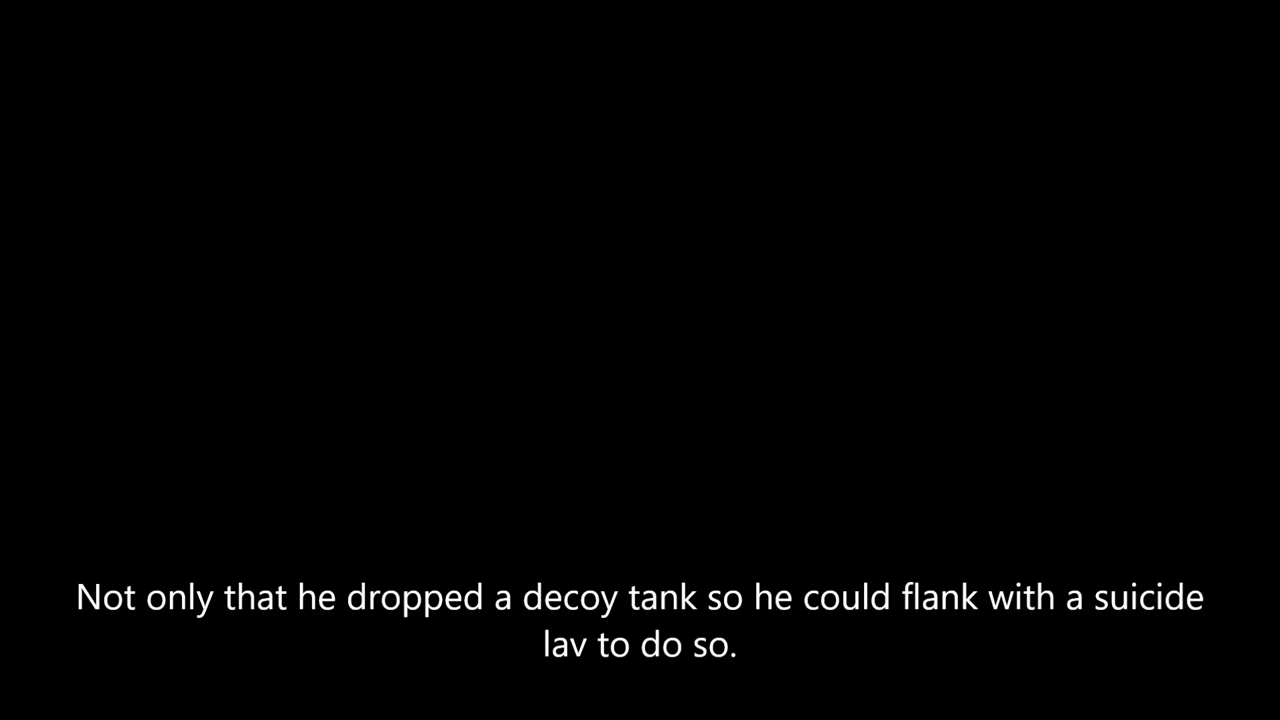 Not only that he dropped a decoy tank so he could flank with a suicide
lav to do so.